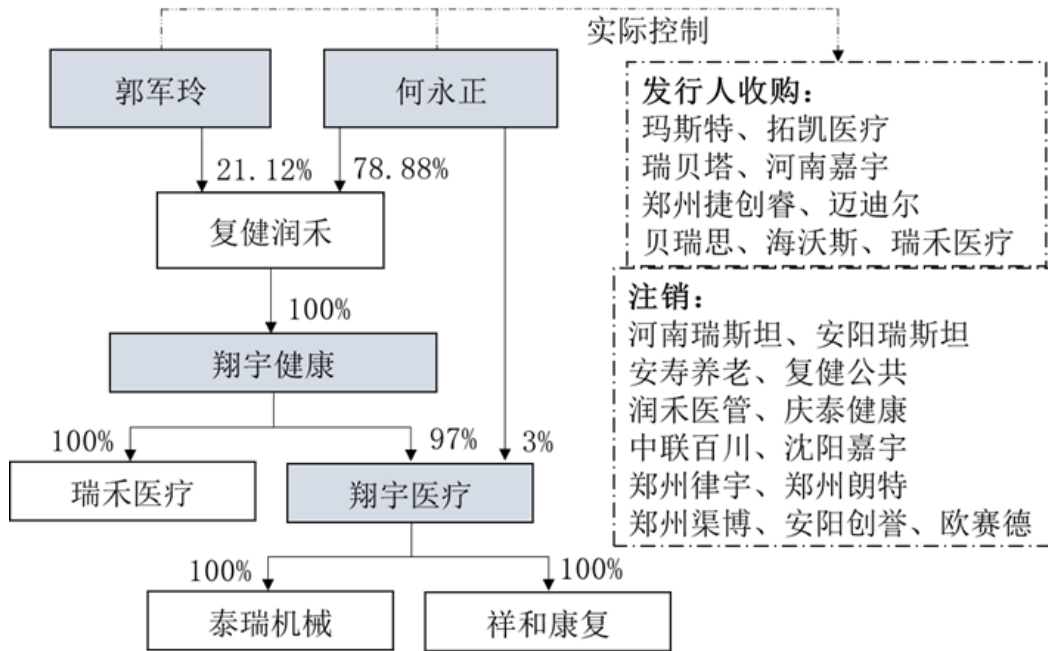 实际控制
郭军玲
何永正
21.12%
78.88%
复健润禾
100%
翔宇健康
100%
97%
3%
瑞禾医疗
翔宇医疗
100%
100%
泰瑞机械
祥和康复
发行人收购：
玛斯特、拓凯医疗
瑞贝塔、河南嘉宇
郑州捷创睿、迈迪尔
贝瑞思、海沃斯、瑞禾医疗
注销：
河南瑞斯坦、安阳瑞斯坦
安寿养老、复健公共
润禾医管、庆泰健康
中联百川、沈阳嘉宇
郑州律宇、郑州朗特
郑州渠博、安阳创誉、欧赛德